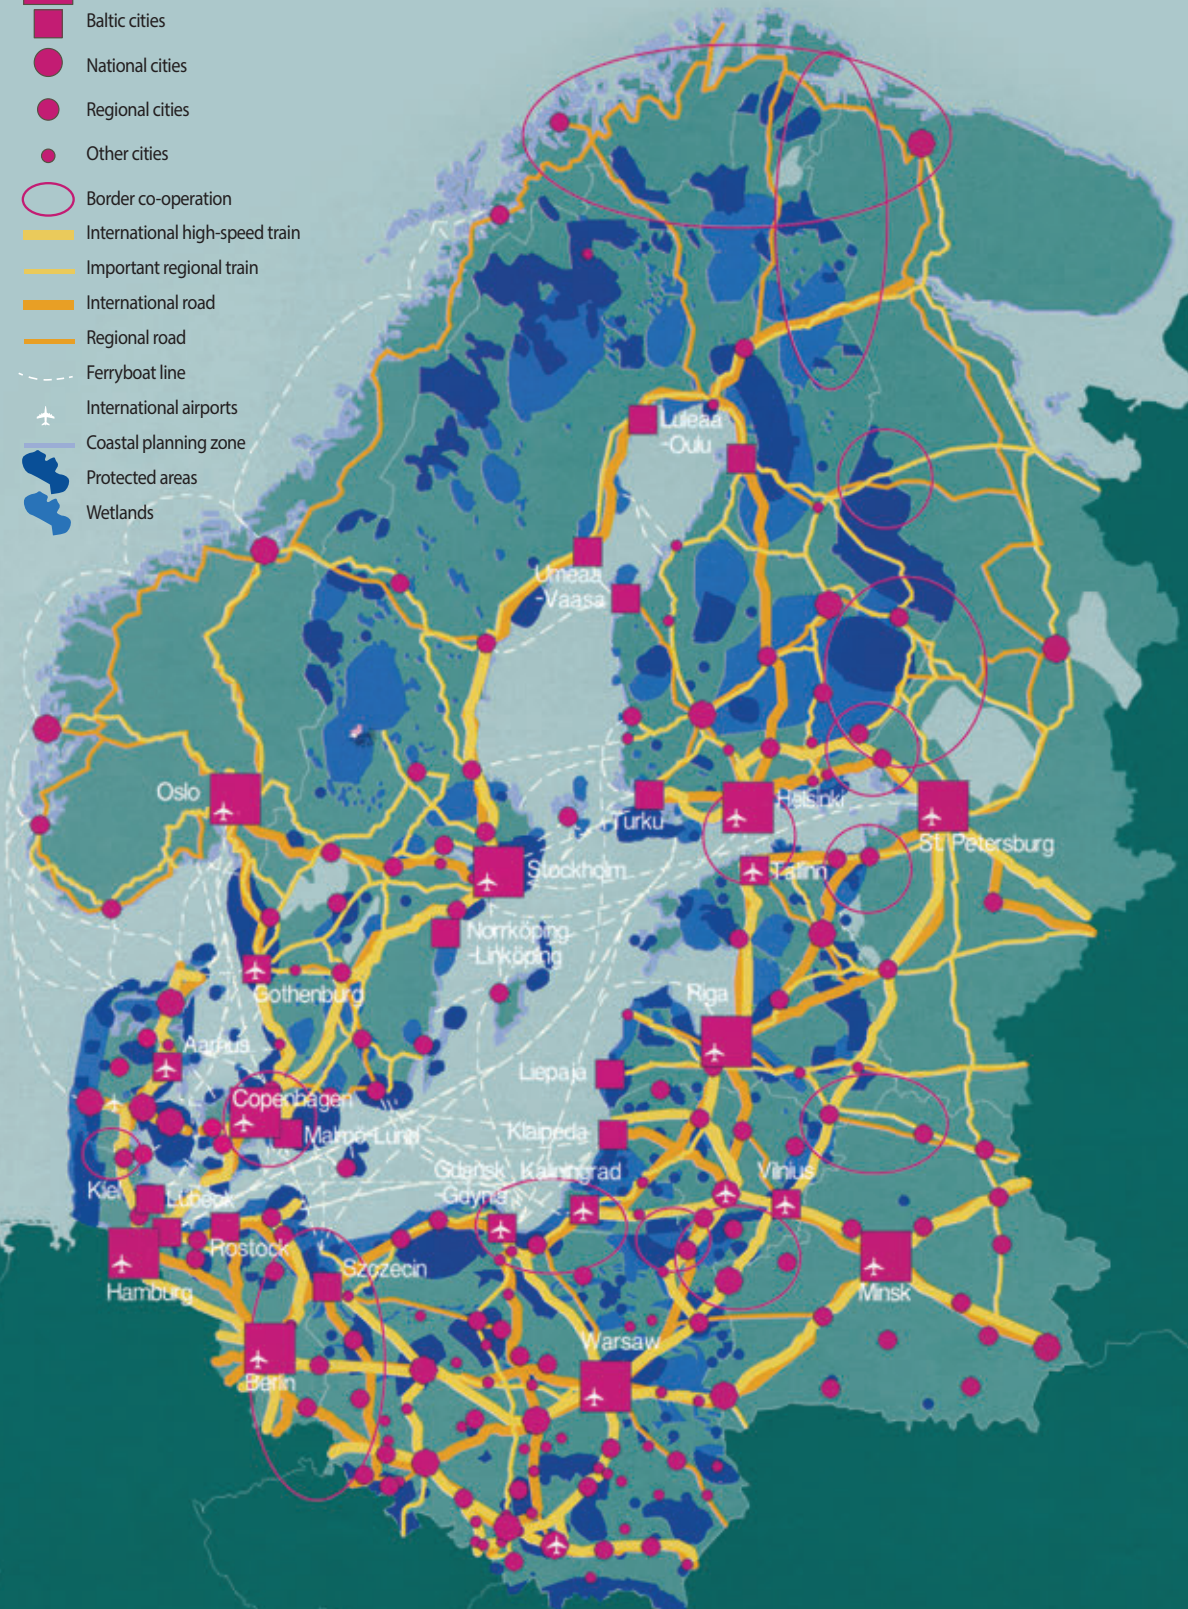 Baltic cities
National cities
Regional cities
Other cities
Border co-operation
International high-speed train
Important regional train
International road
Regional road
Ferryboat line
International airports
Coastal planning zone
Protected areas
Wetlands
Luleaa
-Oulu
Umeaa
-Vaasa
Oslo
Helsinki
Turku
St. Petersburg
Stockholm
Tallinn
Norrköping
-Linköping
Gothenburg
Riga
Aarhus
Liepaja
Copenhagen
Malmö-Lund
Klaipeda
Gdansk
-Gdynia
Kaliningrad
Vilnius
Kiel
Lübeck
Rostock
Szczecin
Hamburg
Minsk
Warsaw
Berlin